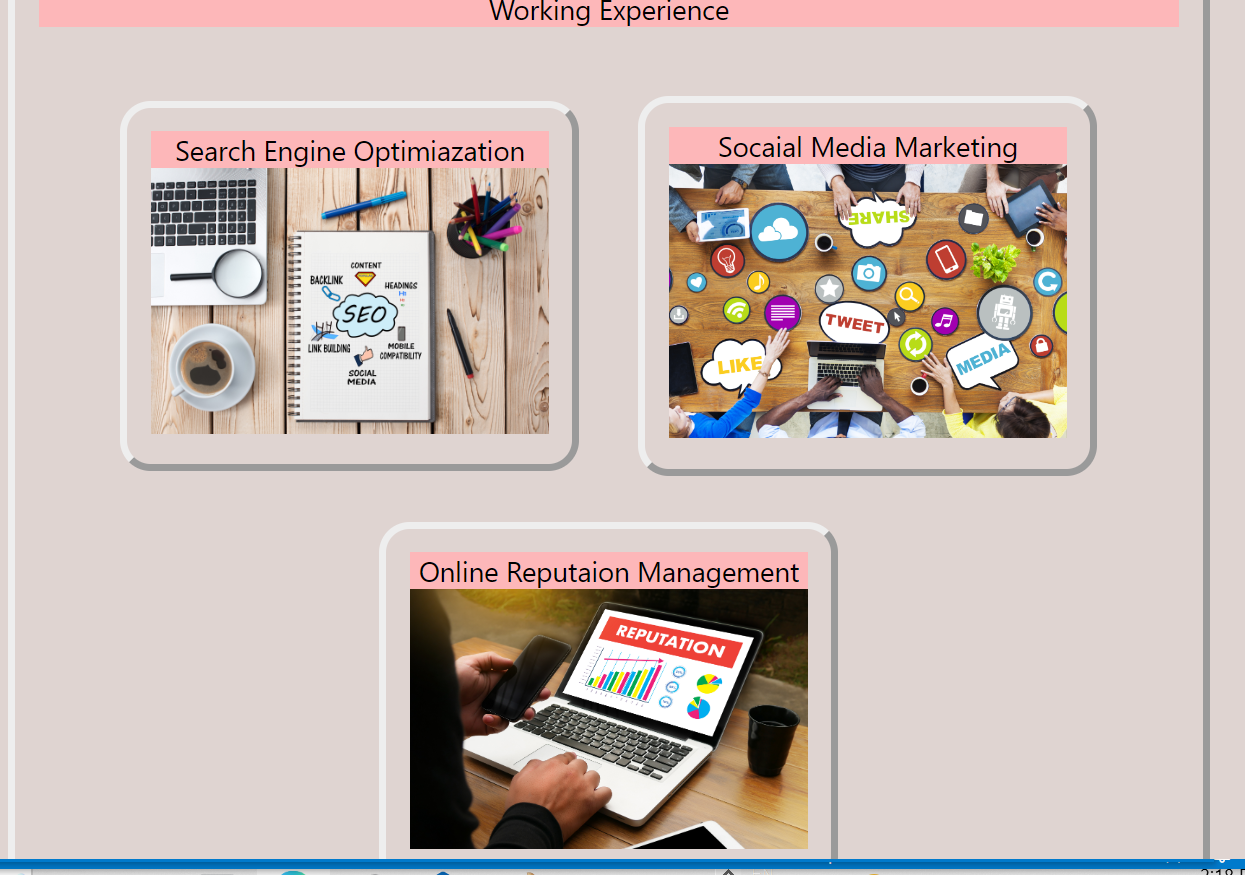 Working Experience
Search Engine Optimiazation
CONTENT
BACKLINK
HEADINGS
H1
SEO
LINK BUILDING
MOBILE
COMPATIBILITY
SOCIAL
MEDIA
Socaial Media Marketing
SHARE
TWEET
LIKE
MEDIA
Online Reputaion Management
REPUTATION